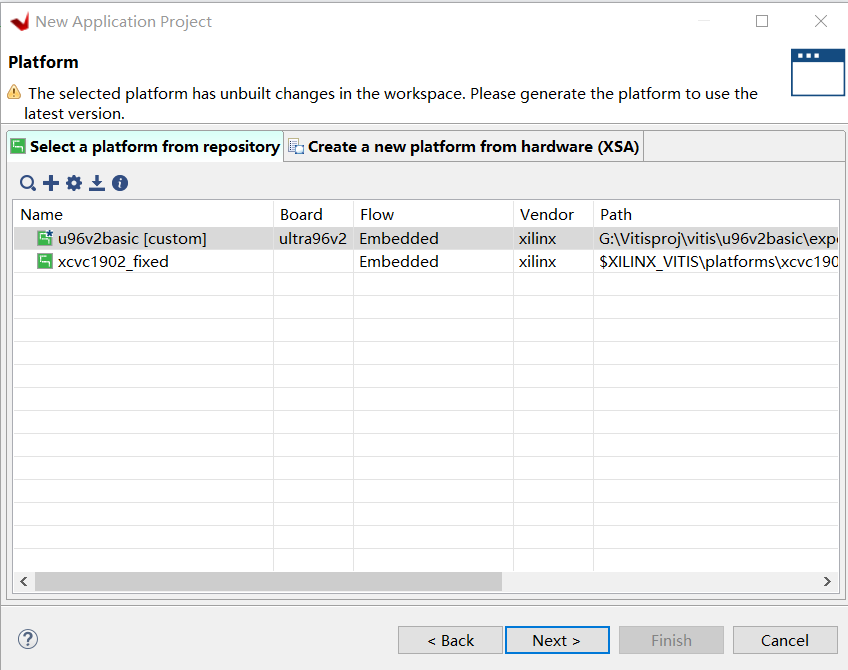 New Application Project
Platform
The selected platform has unbuilt changes in the workspace. Please generate the platform to use the
latest version.
Select a platform from repository Create a new platform from hardware (XSA)
Name Board Flow Vendor Path
u96v2basic [custom] ultra96v2 Embedded xilinx G:\Vitisproj\vitis\u96v2basic\expo
xcvc1902_fixed Embedded xilinx $XILINX_VITIS\platforms\xcvc190
< Back Next > Finish Cancel